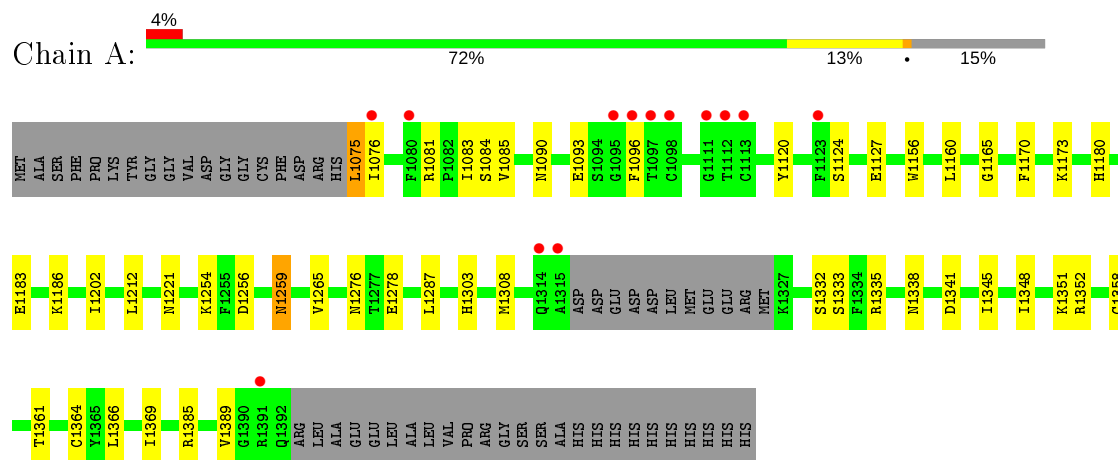 4%
Chain A:
72% 13% • 15%
MET ALA SER PHE PRO LYS TYR GLY GLY VAL ASP GLY GLY CYS PHE ASP ARG HIS L1075 I1076 F1080 R1081 P1082 I1083 S1084 V1085 N1090 E1093 S1094 G1095 F1096 T1097 C1098 G1111 T1112 C1113 Y1120 F1123 S1124 E1127 W1156 L1160 G1165 F1170 K1173 H1180
E1183 K1186 I1202 L1212 N1221 K1254 F1255 D1256 N1259 V1265 N1276 T1277 E1278 L1287 H1303 M1308 Q1314 A1315 ASP ASP GLU ASP ASP LEU MET GLU GLU ARG MET K1327 S1332 S1333 F1334 R1335 N1338 D1341 I1345 I1348 K1351 R1352
T1361 C1364 Y1365 L1366 I1369 R1385 V1389 G1390 R1391 Q1392 ARG LEU ALA GLU GLU LEU ALA LEU VAL PRO ARG GLY SER SER ALA HIS HIS HIS HIS HIS HIS HIS HIS HIS HIS